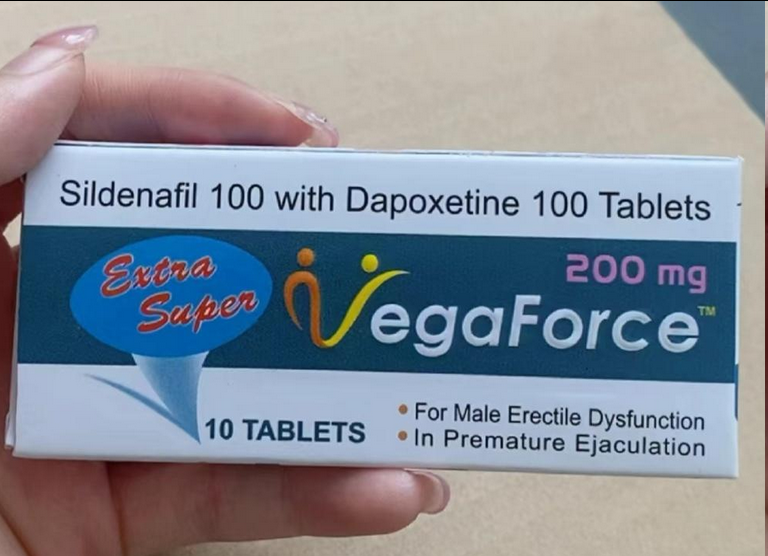 Sildenafil 100 with Dapoxetine 100 Tablets
Extra
Super
200 mg
VegaForce™
10 TABLETS
• For Male Erectile Dysfunction
• In Premature Ejaculation